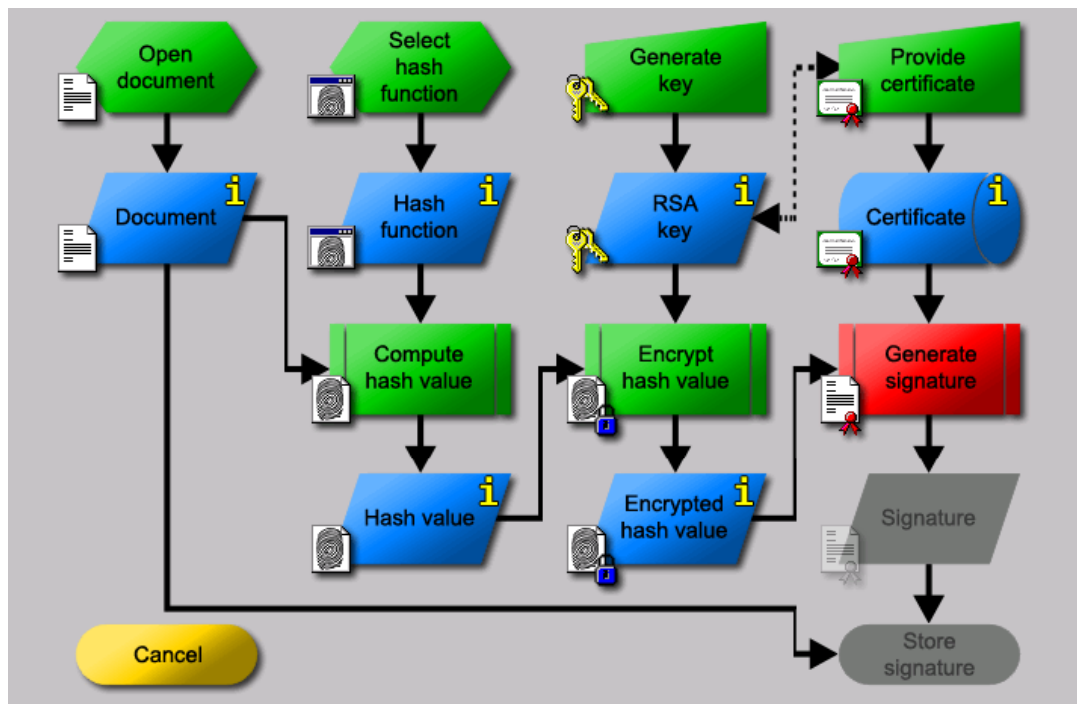 Open
document
Select
hash
function
Generate
key
Provide
certificate
Document
i
Hash
function
i
RSA
key
i
Certificate
i
Compute
hash value
Encrypt
hash value
Generate
signature
Hash value
i
Encrypted
hash value
i
Signature
Cancel
Store
signature